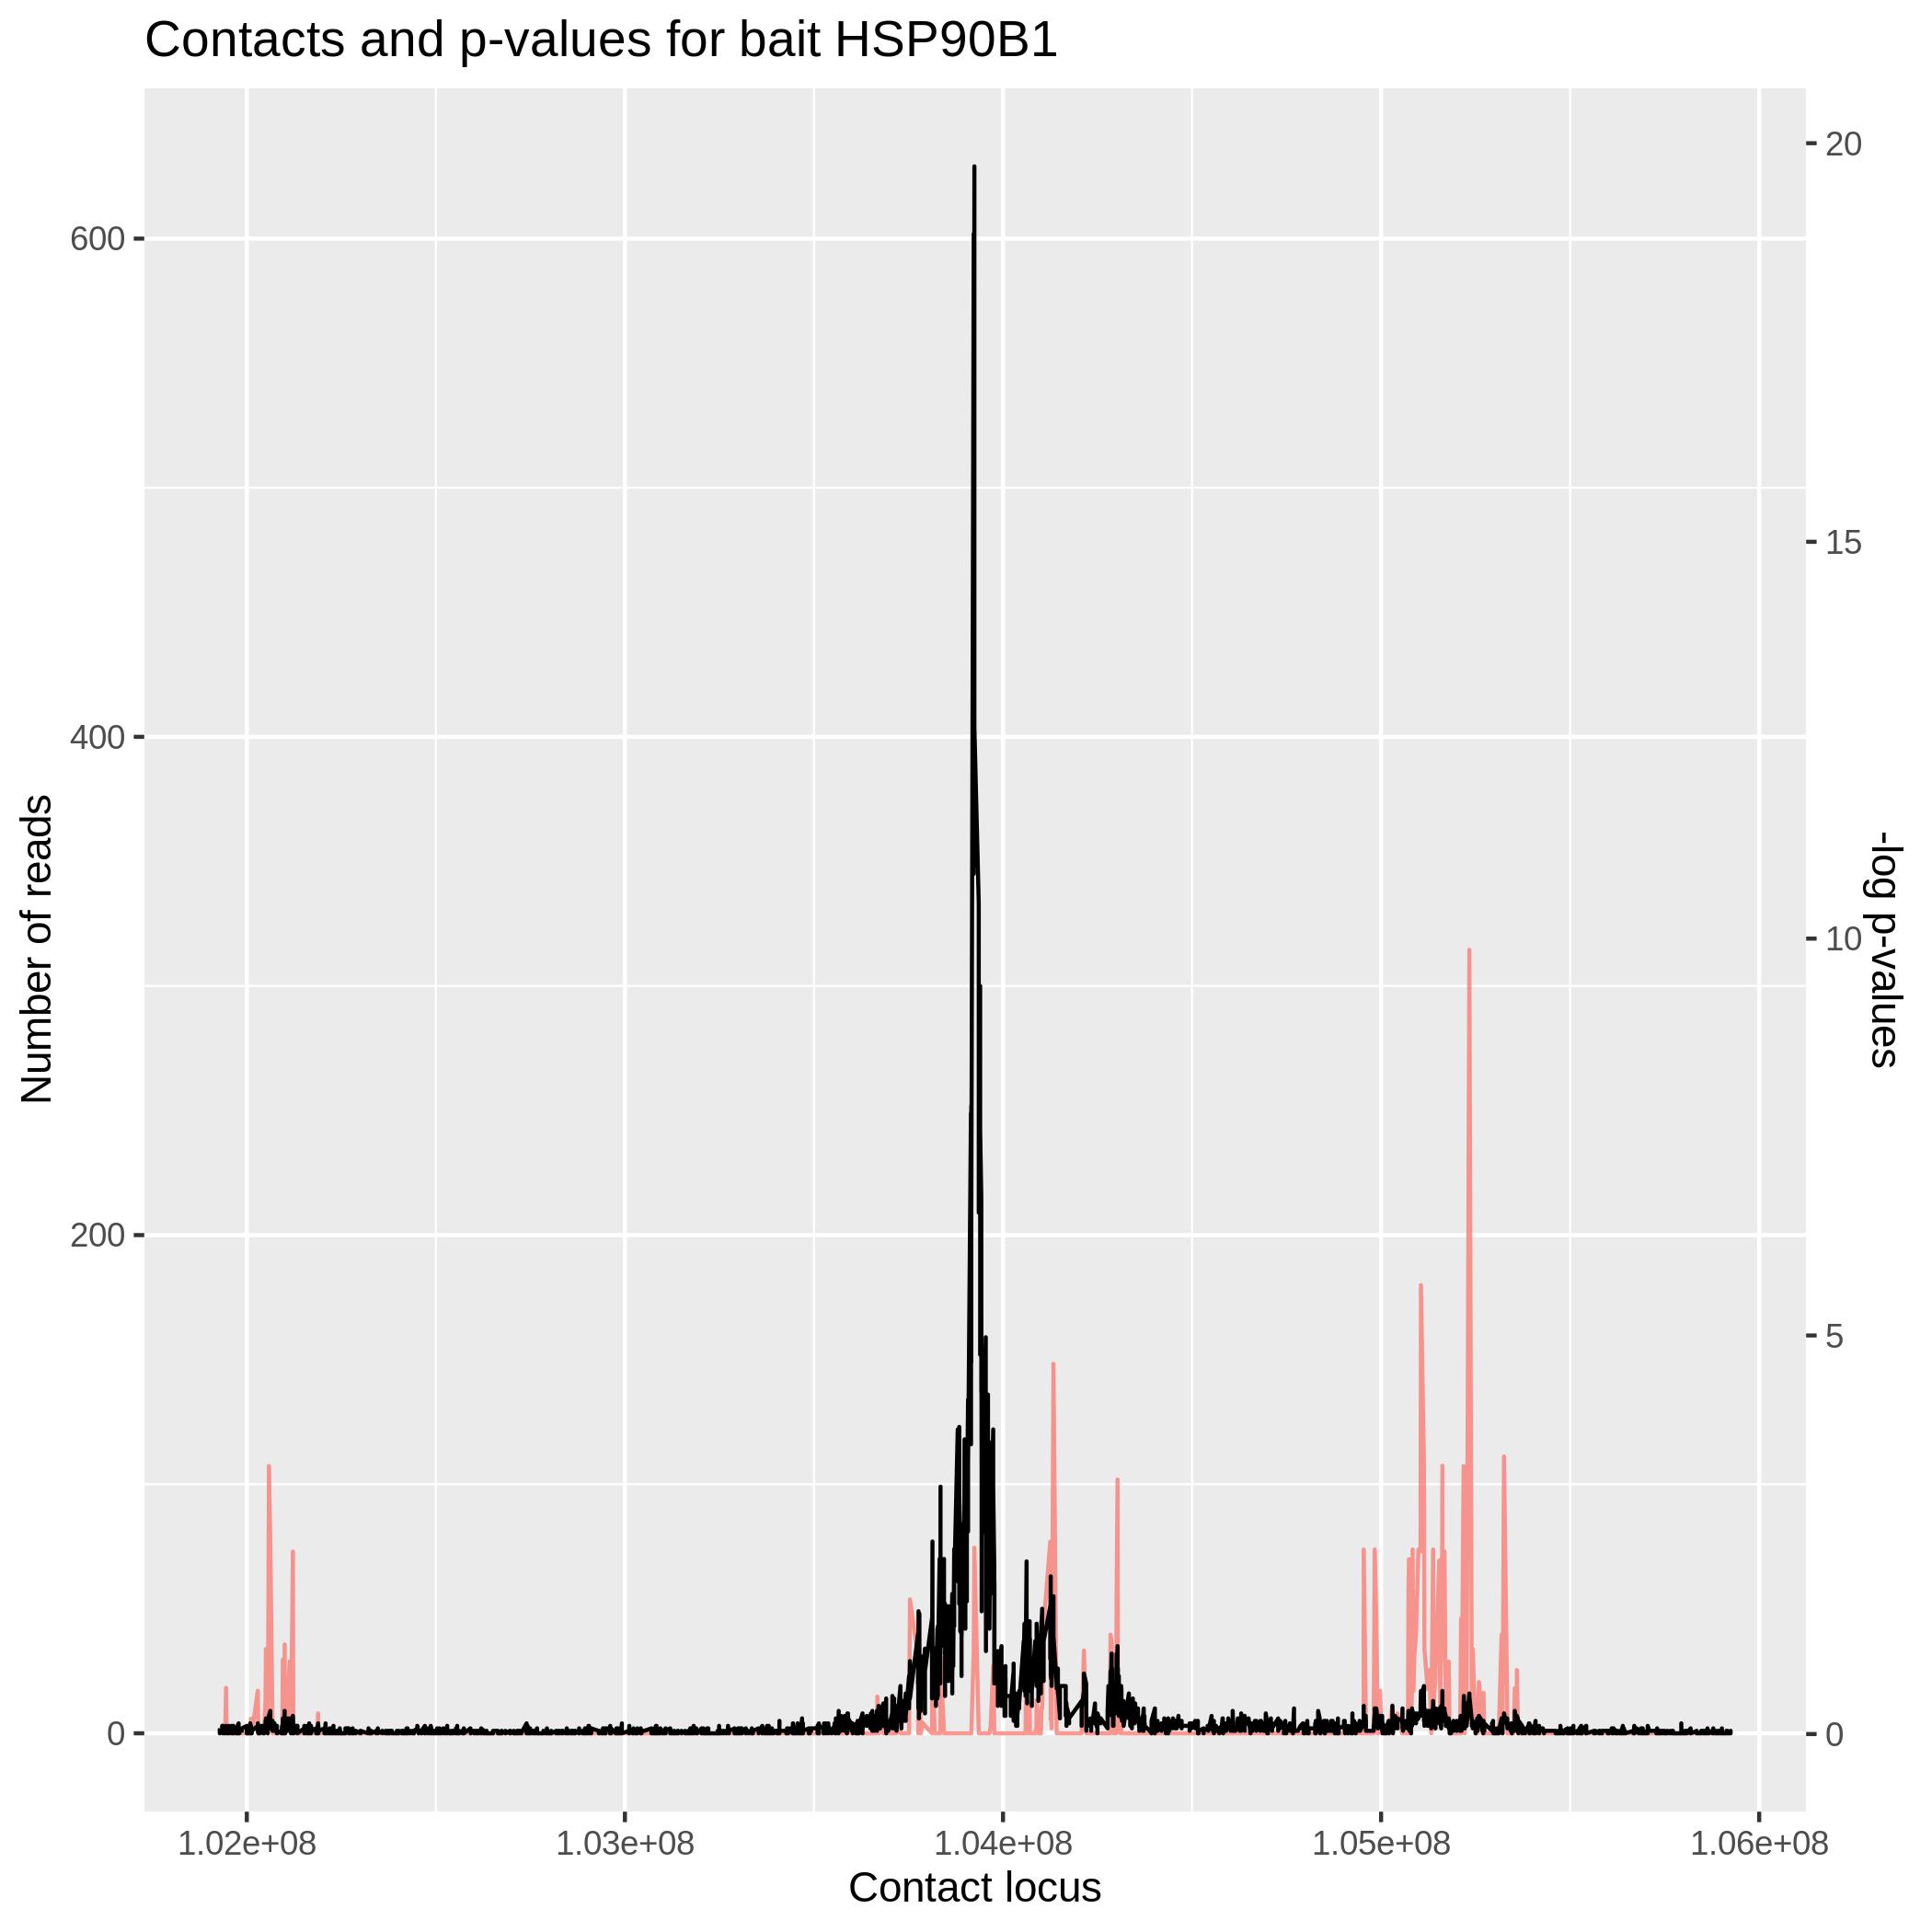 Contacts and p-values for bait HSP90B1
600
400
200
0
20
15
10
5
0
Number of reads
-log p-values
1.02e+08
1.03e+08
1.04e+08
1.05e+08
1.06e+08
Contact locus